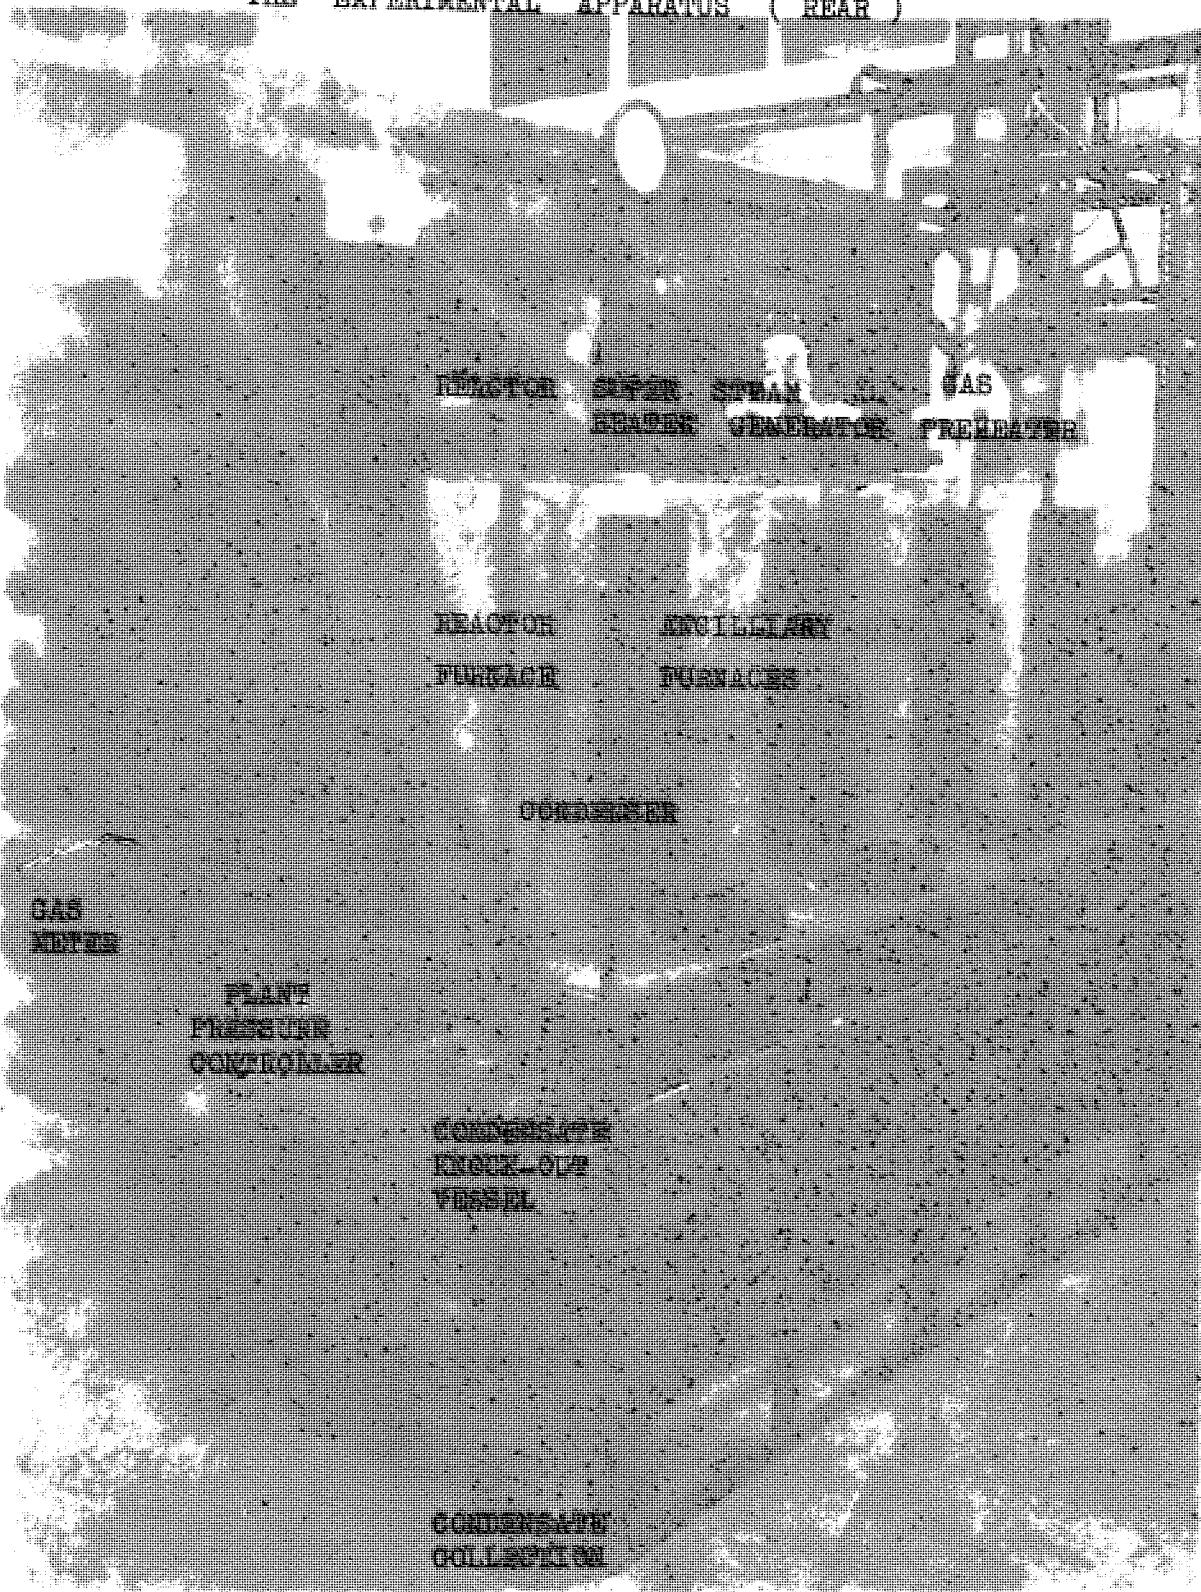 THE EXPERIMENTAL APPARATUS ( REAR )
REACTOR SUPER STEAM GAS
HEATER GENERATOR PREHEATER
REACTOR ANCILLIARY
FURNACE FURNACES
CONDENSER
GAS
METER
PLANT
PRESSURE
CONTROLLER
CONDENSATE
KNOCK-OUT
VESSEL
CONDENSATE
COLLECTION